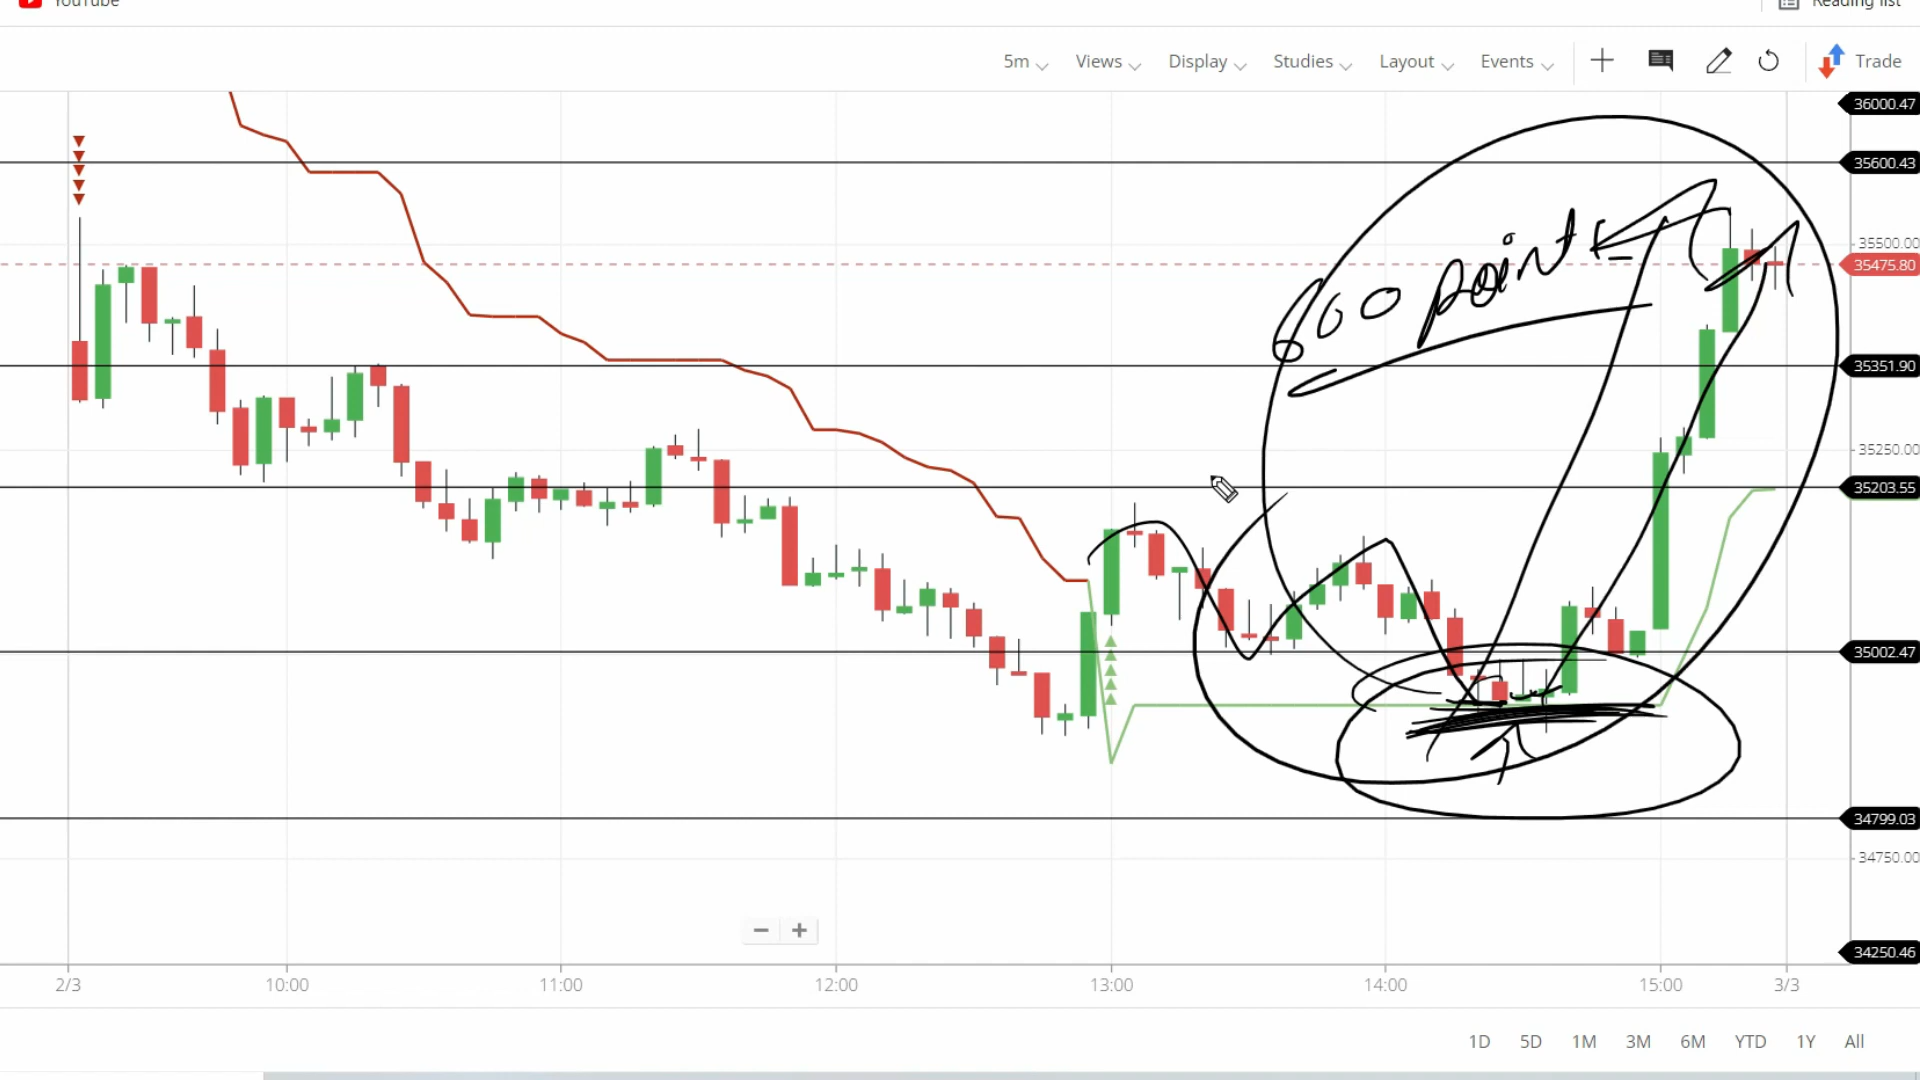 YouTube
Reading list
5m Views Display Studies Layout Events Trade
36000.47
35600.43
35500.00
35475.80
600 points
35351.90
35250.00
35203.55
35002.47
34799.03
34750.00
− +
34250.46
2/3 10:00 11:00 12:00 13:00 14:00 15:00 3/3
1D 5D 1M 3M 6M YTD 1Y All